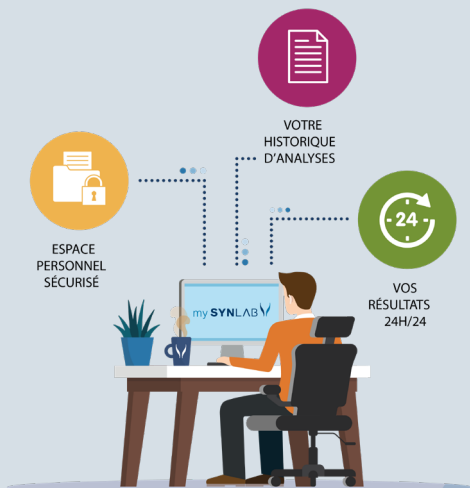 VOTRE
HISTORIQUE
D'ANALYSES
ESPACE
PERSONNEL
SÉCURISÉ
24
VOS
RÉSULTATS
24H/24
my SYNLAB